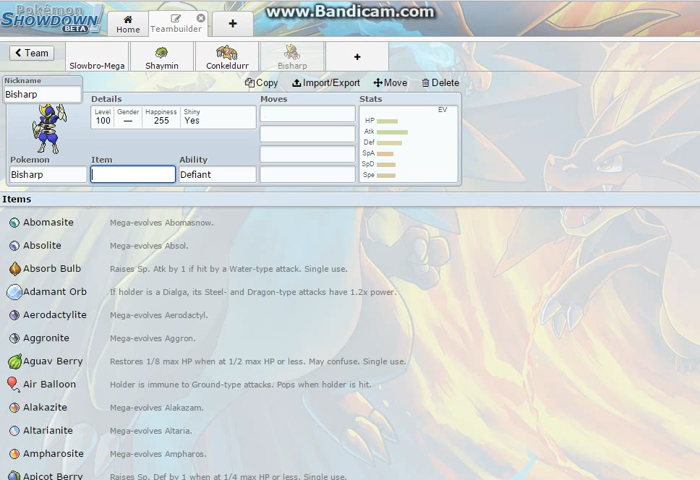 www.Bandicam.com
Pokémon
SHOWDOWN
BETA
Home
Teambuilder
+
Team
Slowbro-Mega
Shaymin
Conkeldurr
Bisharp
+
Nickname
Bisharp
Copy
Import/Export
Move
Delete
Details
Level Gender Happiness Shiny
100 — 255 Yes
Moves
Stats
EV
HP
Atk
Def
SpA
SpD
Spe
Pokemon
Bisharp
Item
Ability
Defiant
Items
Abomasite Mega-evolves Abomasnow.
Absolite Mega-evolves Absol.
Absorb Bulb Raises Sp. Atk by 1 if hit by a Water-type attack. Single use.
Adamant Orb If holder is a Dialga, its Steel- and Dragon-type attacks have 1.2x power.
Aerodactylite Mega-evolves Aerodactyl.
Aggronite Mega-evolves Aggron.
Aguav Berry Restores 1/8 max HP when at 1/2 max HP or less. May confuse. Single use.
Air Balloon Holder is immune to Ground-type attacks. Pops when holder is hit.
Alakazite Mega-evolves Alakazam.
Altarianite Mega-evolves Altaria.
Ampharosite Mega-evolves Ampharos.
Apicot Berry Raises Sp. Def by 1 when at 1/4 max HP or less. Single use.